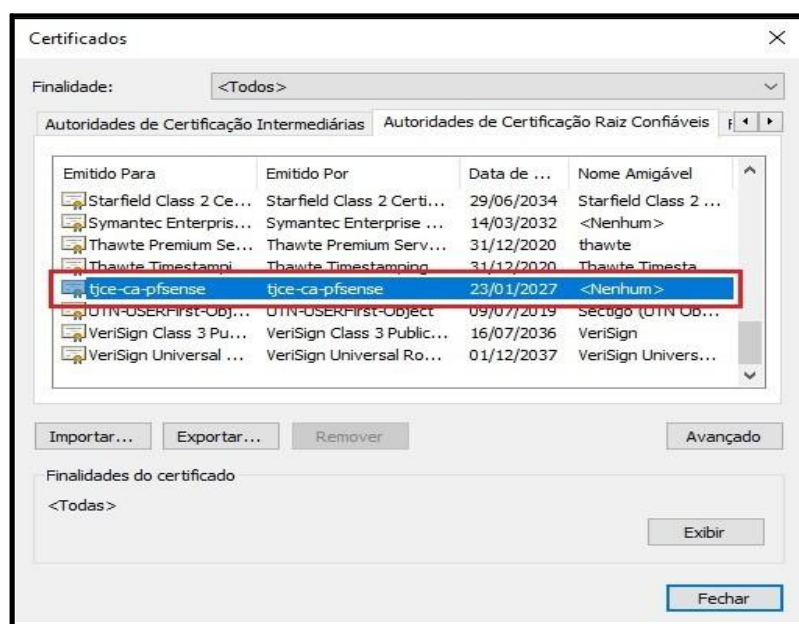 Certificados
Finalidade: <Todos>
Autoridades de Certificação Intermediárias Autoridades de Certificação Raiz Confiáveis
Emitido Para Emitido Por Data de ... Nome Amigável
Starfield Class 2 Ce... Starfield Class 2 Certi... 29/06/2034 Starfield Class 2 ...
Symantec Enterpris... Symantec Enterprise ... 14/03/2032 <Nenhum>
Thawte Premium Se... Thawte Premium Serv... 31/12/2020 thawte
Thawte Timestampi... Thawte Timestamping 31/12/2020 Thawte Timesta...
tjce-ca-pfsense tjce-ca-pfsense 23/01/2027 <Nenhum>
UTN-USERFirst-Obj... UTN-USERFirst-Object 09/07/2019 Sectigo (UTN Ob...
VeriSign Class 3 Pu... VeriSign Class 3 Public... 16/07/2036 VeriSign
VeriSign Universal ... VeriSign Universal Ro... 01/12/2037 VeriSign Univers...
Importar... Exportar... Remover Avançado
Finalidades do certificado
<Todas>
Exibir
Fechar